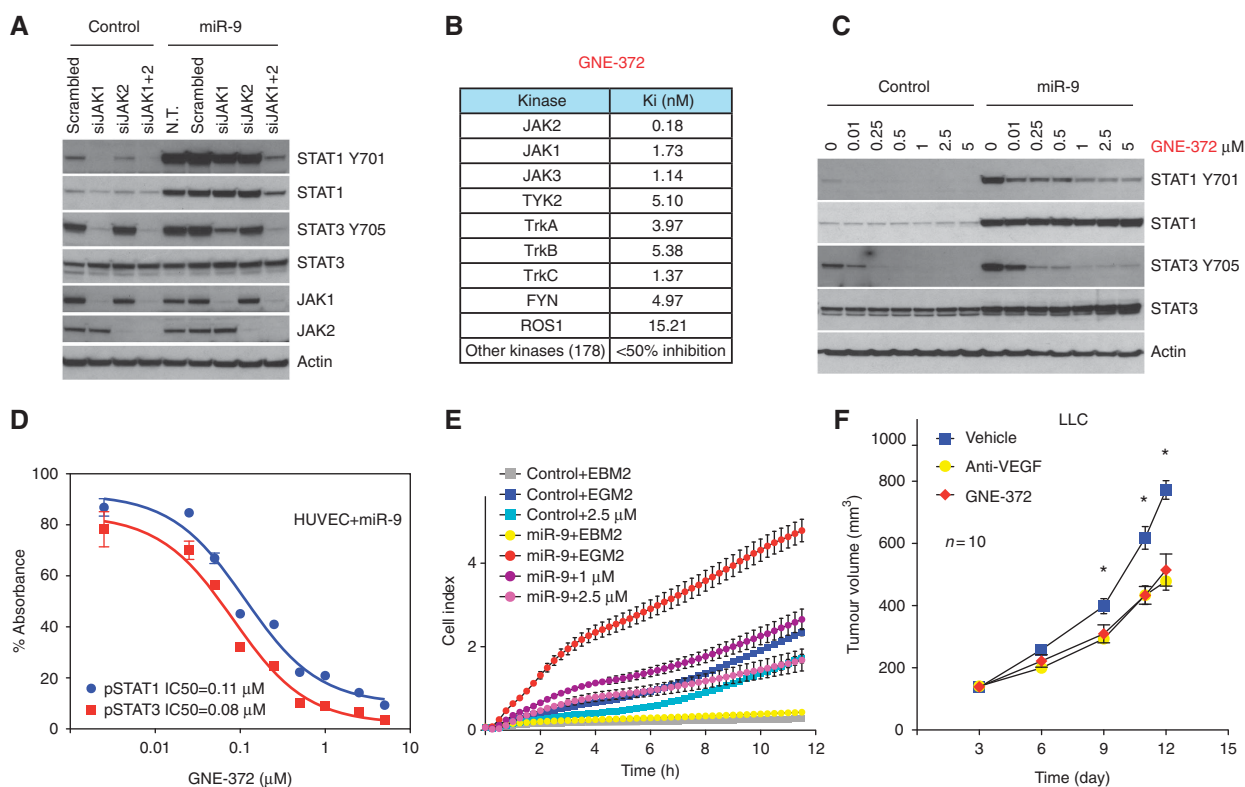 A
Control
miR-9
Scrambled
siJAK1
siJAK2
siJAK1+2
N.T.
Scrambled
siJAK1
siJAK2
siJAK1+2
STAT1 Y701
STAT1
STAT3 Y705
STAT3
JAK1
JAK2
Actin
B
GNE-372
Kinase Ki (nM)
JAK2 0.18
JAK1 1.73
JAK3 1.14
TYK2 5.10
TrkA 3.97
TrkB 5.38
TrkC 1.37
FYN 4.97
ROS1 15.21
Other kinases (178) <50% inhibition
C
Control
miR-9
0 0.01 0.25 0.5 1 2.5 5 0 0.01 0.25 0.5 1 2.5 5 GNE-372 μM
STAT1 Y701
STAT1
STAT3 Y705
STAT3
Actin
D
100
80
60
40
20
0
% Absorbance
HUVEC+miR-9
pSTAT1 IC50=0.11 μM
pSTAT3 IC50=0.08 μM
0.01 0.1 1 10
GNE-372 (μM)
E
Control+EBM2
Control+EGM2
Control+2.5 μM
miR-9+EBM2
miR-9+EGM2
miR-9+1 μM
miR-9+2.5 μM
4
2
0
Cell index
2 4 6 8 10 12
Time (h)
F
LLC
1000
800
600
400
200
0
Tumour volume (mm³)
Vehicle
Anti-VEGF
GNE-372
n=10
*
*
*
0 3 6 9 12 15
Time (day)